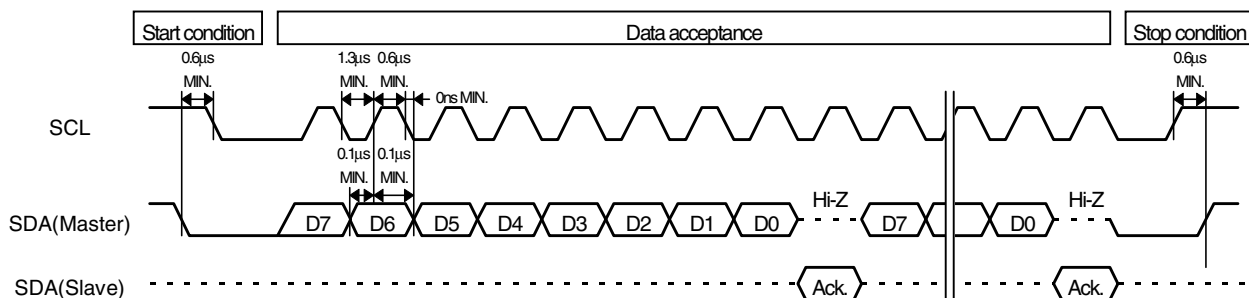 Start condition
Data acceptance
Stop condition
0.6µs
MIN.
1.3µs
MIN.
0.6µs
MIN.
0ns MIN.
0.6µs
MIN.
SCL
0.1µs
MIN.
0.1µs
MIN.
SDA(Master)
D7
D6
D5
D4
D3
D2
D1
D0
Hi-Z
D7
D0
Hi-Z
SDA(Slave)
Ack.
Ack.